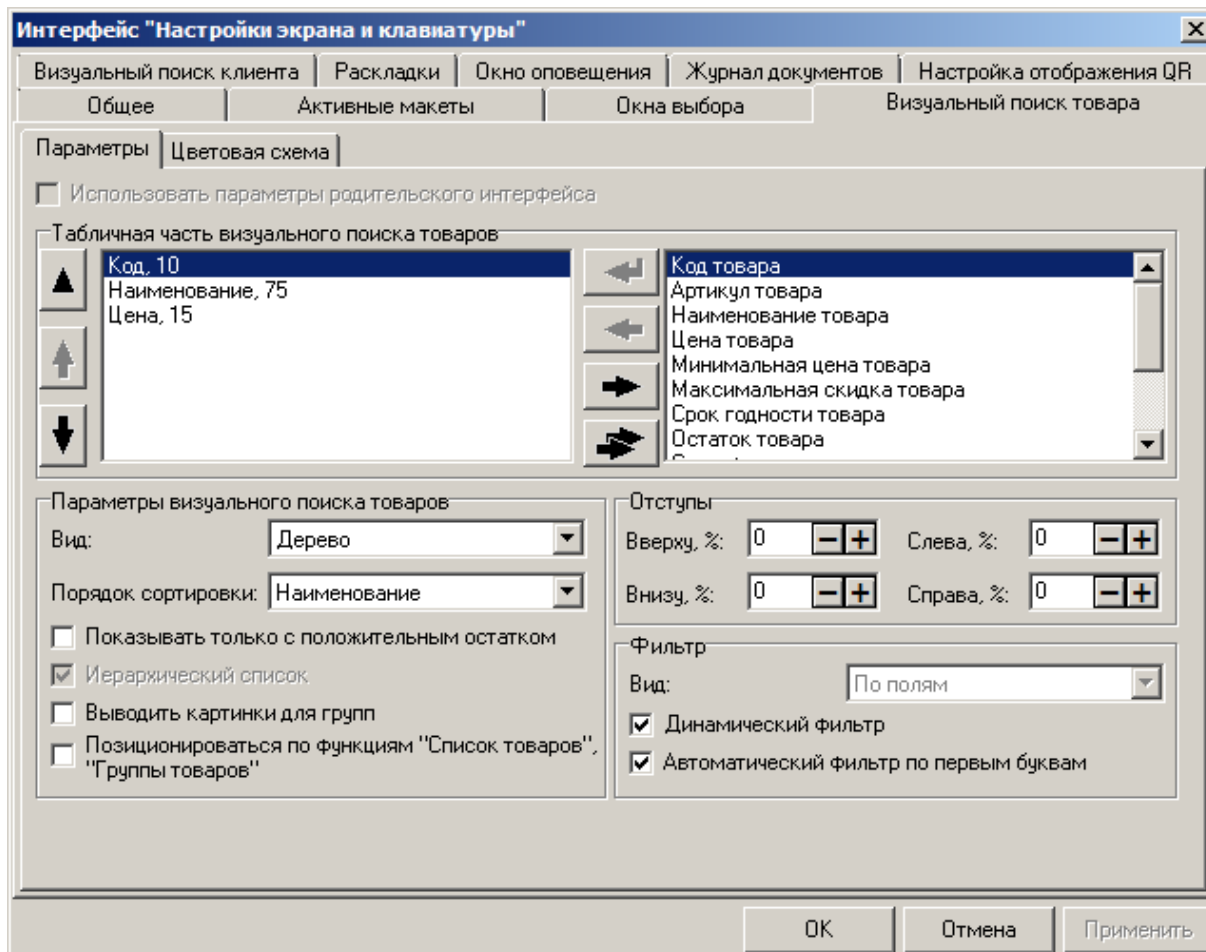 Интерфейс "Настройки экрана и клавиатуры"
Визуальный поиск клиента
Раскладки
Окно оповещения
Журнал документов
Настройка отображения QR
Общее
Активные макеты
Окна выбора
Визуальный поиск товара
Параметры
Цветовая схема
Использовать параметры родительского интерфейса
Табличная часть визуального поиска товаров
Код, 10
Наименование, 75
Цена, 15
Код товара
Артикул товара
Наименование товара
Цена товара
Минимальная цена товара
Максимальная скидка товара
Срок годности товара
Остаток товара
Параметры визуального поиска товаров
Вид:
Дерево
Порядок сортировки:
Наименование
Показывать только с положительным остатком
Иерархический список
Выводить картинки для групп
Позиционироваться по функциям "Список товаров",
"Группы товаров"
Отступы
Вверху, %:
0
Слева, %:
0
Внизу, %:
0
Справа, %:
0
Фильтр
Вид:
По полям
Динамический фильтр
Автоматический фильтр по первым буквам
OK
Отмена
Применить